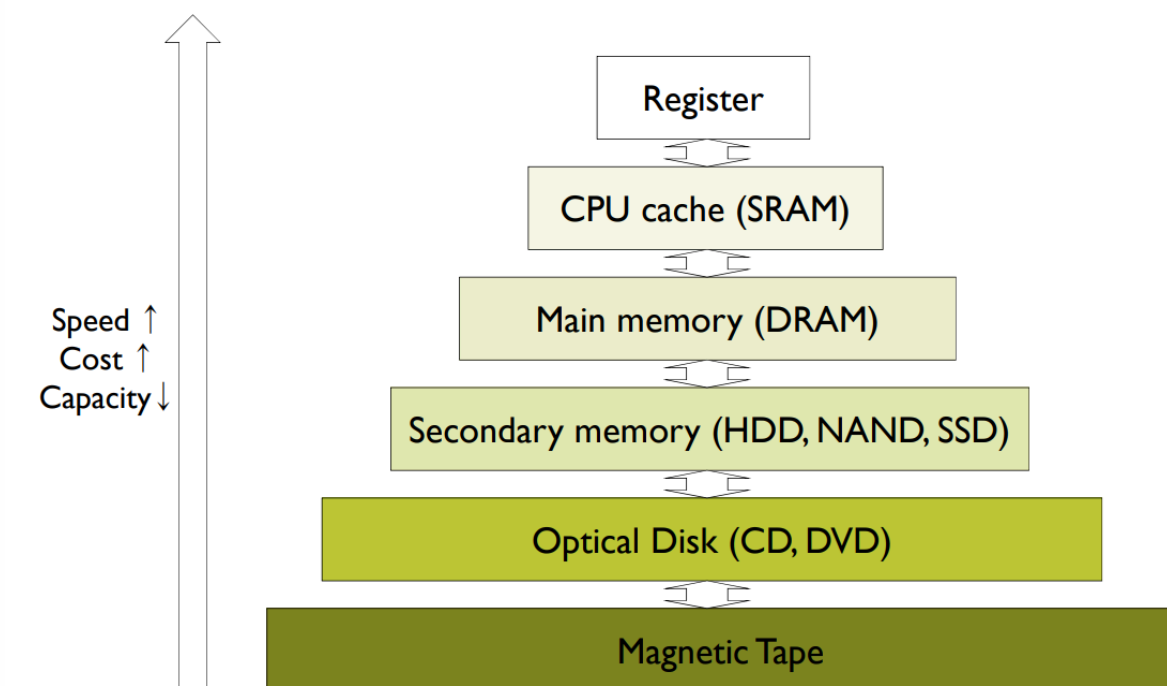 Register
CPU cache (SRAM)
Main memory (DRAM)
Speed ↑
Cost ↑
Capacity↓
Secondary memory (HDD, NAND, SSD)
Optical Disk (CD, DVD)
Magnetic Tape